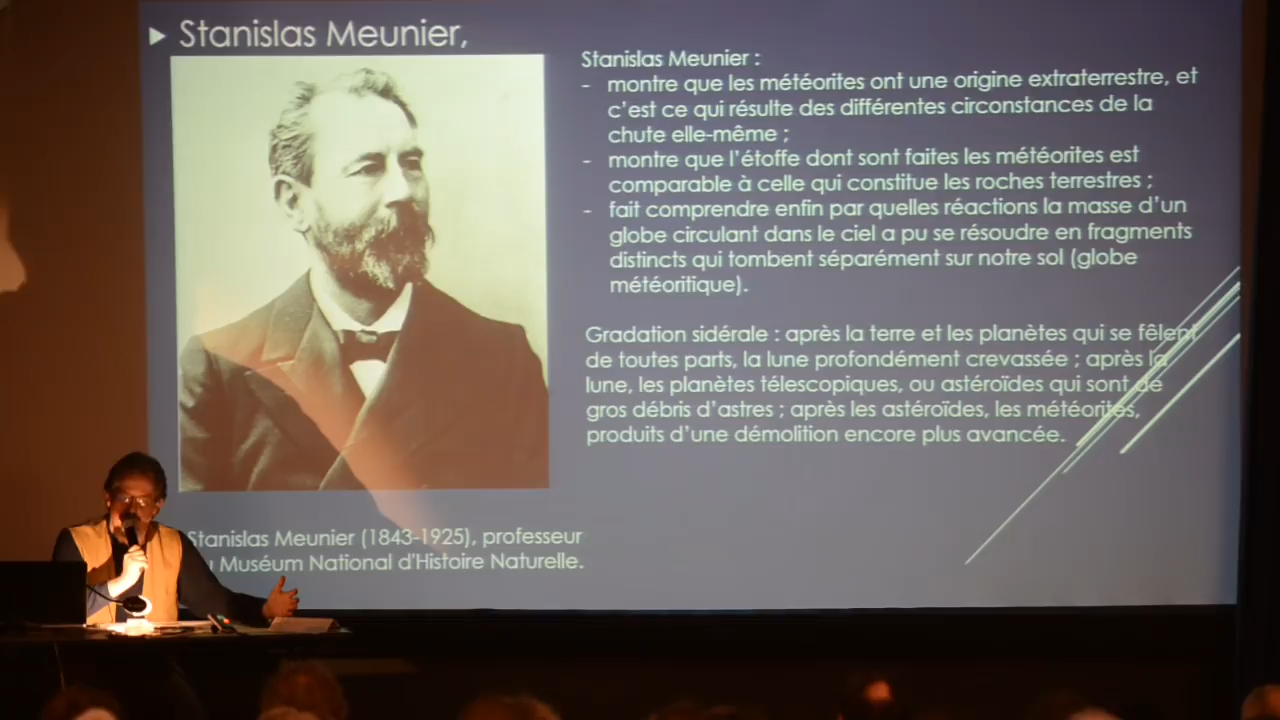 Stanislas Meunier,
Stanislas Meunier :
- montre que les météorites ont une origine extraterrestre, et
c'est ce qui résulte des différentes circonstances de la
chute elle-même ;
- montre que l'étoffe dont sont faites les météorites est
comparable à celle qui constitue les roches terrestres ;
- fait comprendre enfin par quelles réactions la masse d'un
globe circulant dans le ciel a pu se résoudre en fragments
distincts qui tombent séparément sur notre sol (globe
météoritique).
Gradation sidérale : après la terre et les planètes qui se fêlent
de toutes parts, la lune profondément crevassée ; après la
lune, les planètes télescopiques, ou astéroïdes qui sont de
gros débris d'astres ; après les astéroïdes, les météorites,
produits d'une démolition encore plus avancée.
Stanislas Meunier (1843-1925), professeur
u Muséum National d'Histoire Naturelle.